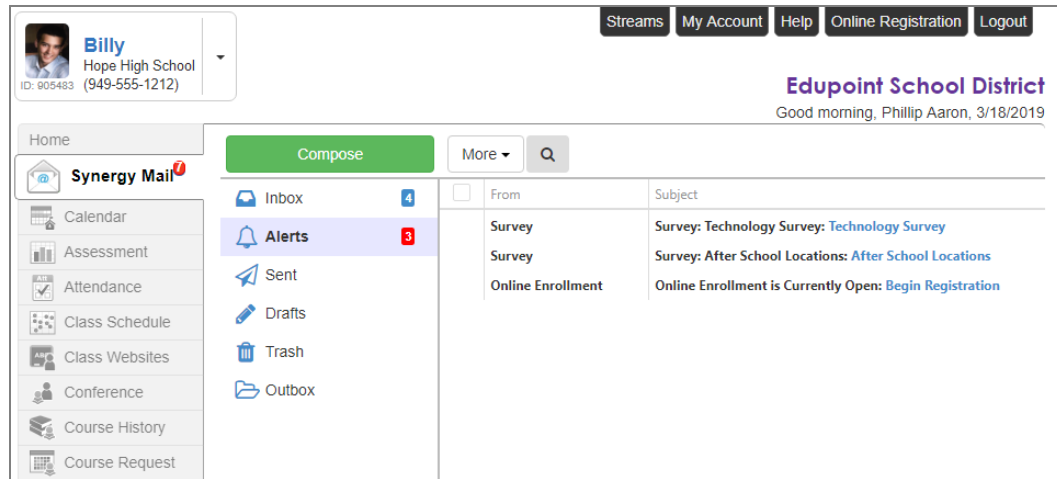 Streams My Account Help Online Registration Logout
Billy
Hope High School
ID: 905483 (949-555-1212)
Edupoint School District
Good morning, Phillip Aaron, 3/18/2019
Home
Synergy Mail 7
Calendar
Assessment
Attendance
Class Schedule
Class Websites
Conference
Course History
Course Request
Compose
More
Inbox 4
Alerts 3
Sent
Drafts
Trash
Outbox
From Subject
Survey Survey: Technology Survey: Technology Survey
Survey Survey: After School Locations: After School Locations
Online Enrollment Online Enrollment is Currently Open: Begin Registration